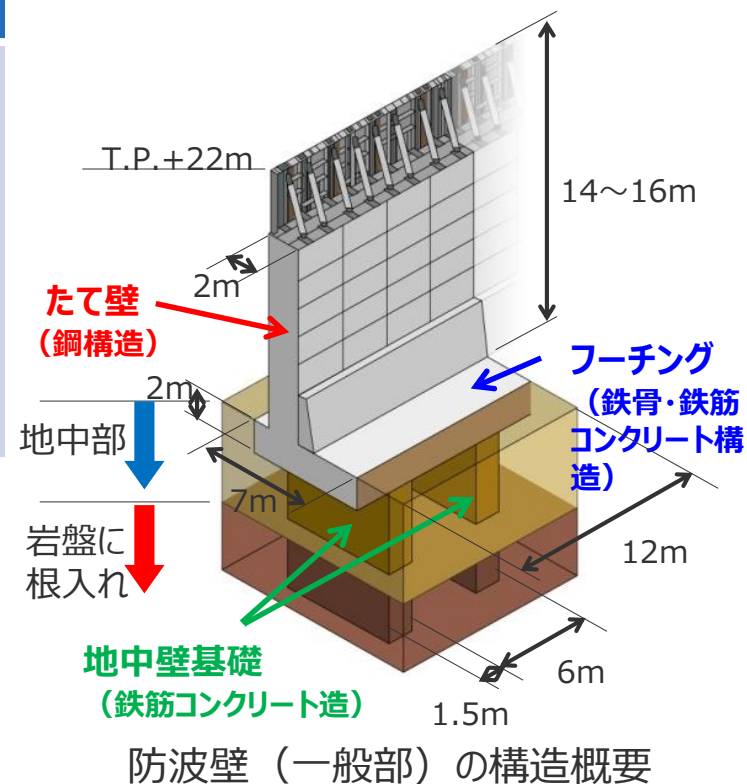 T.P.+22m
14～16m
2m
たて壁
（鋼構造）
フーチング
（鉄骨・鉄筋
コンクリート構
造）
2m
地中部
7m
12m
岩盤に
根入れ
地中壁基礎
（鉄筋コンクリート造）
6m
1.5m
防波壁（一般部）の構造概要